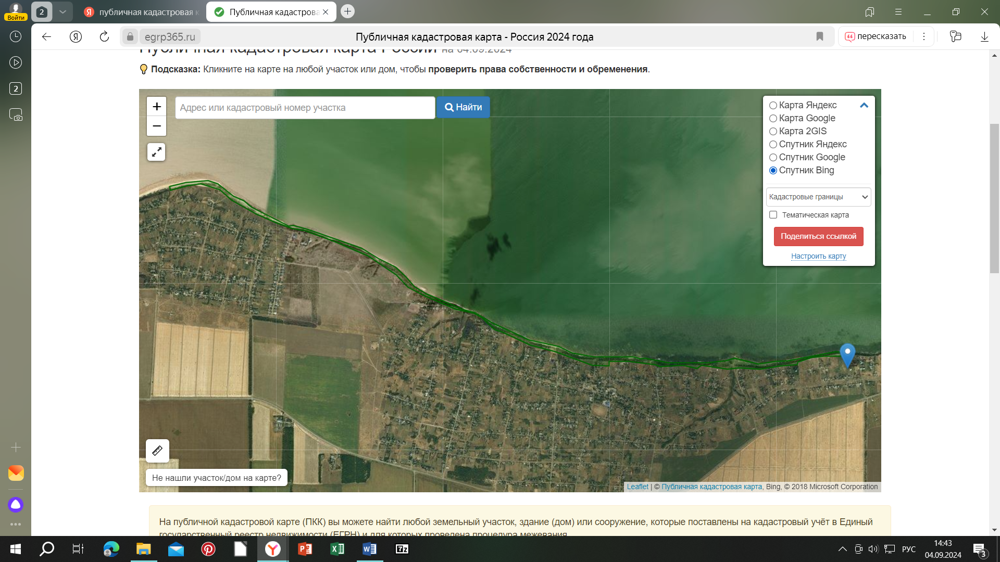 2
публичная кадастровая к
Публичная кадастрова
Войти
Я
egrp365.ru
Публичная кадастровая карта - Россия 2024 года
пересказать
2
Публичная кадастровая карта России на 04.09.2024
Подсказка: Кликните на карте на любой участок или дом, чтобы проверить права собственности и обременения.
+
Адрес или кадастровый номер участка
Найти
−
Карта Яндекс
Карта Google
Карта 2GIS
Спутник Яндекс
Спутник Google
Спутник Bing
Кадастровые границы
Тематическая карта
Поделиться ссылкой
Настроить карту
Не нашли участок/дом на карте?
Leaflet | © Публичная кадастровая карта, Bing, © 2018 Microsoft Corporation
На публичной кадастровой карте (ПКК) вы можете найти любой земельный участок, здание (дом) или сооружение, которые поставлены на кадастровый учёт в Единый
государственный реестр недвижимости (ЕГРН) и для которых проведена процедура межевания.
7z
РУС
14:43
04.09.2024
3